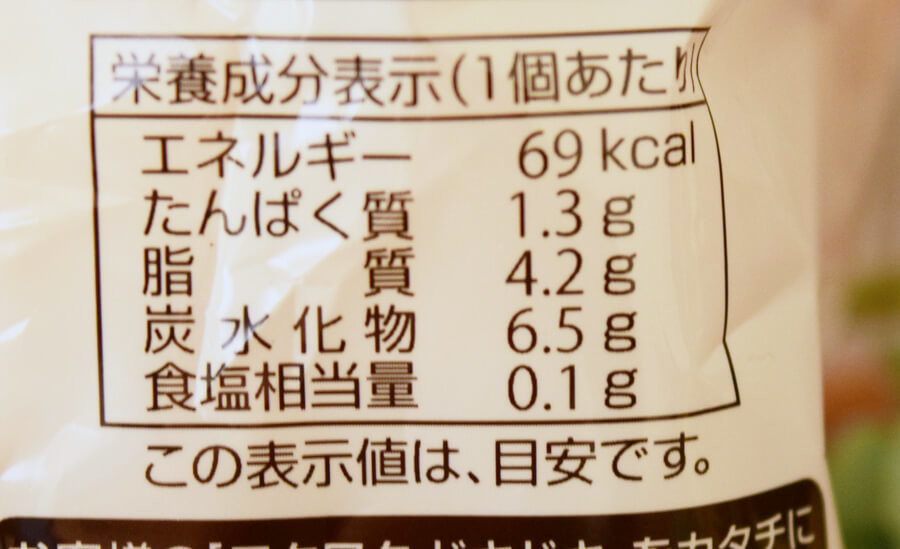 栄養成分表示(1個あたり
エネルギー 69 kcal
たんぱく質 1.3 g
脂質 4.2 g
炭水化物 6.5 g
食塩相当量 0.1 g
この表示値は、目安です。